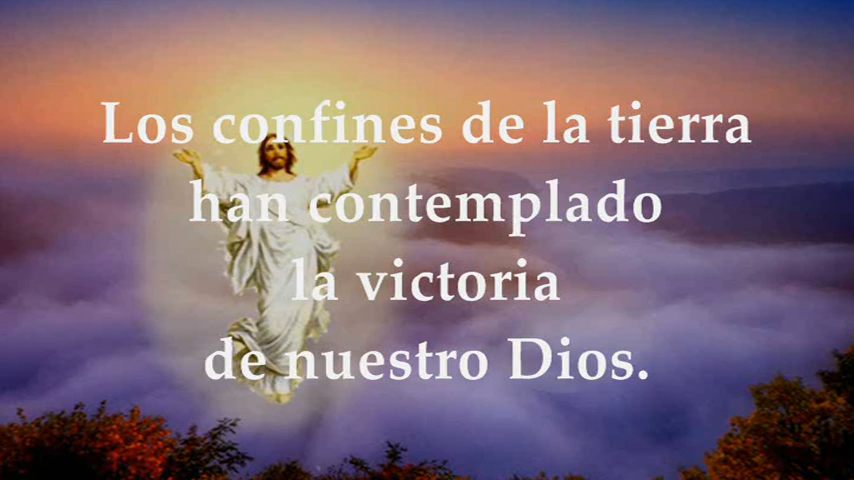 Los confines de la tierra
han contemplado
la victoria
de nuestro Dios.